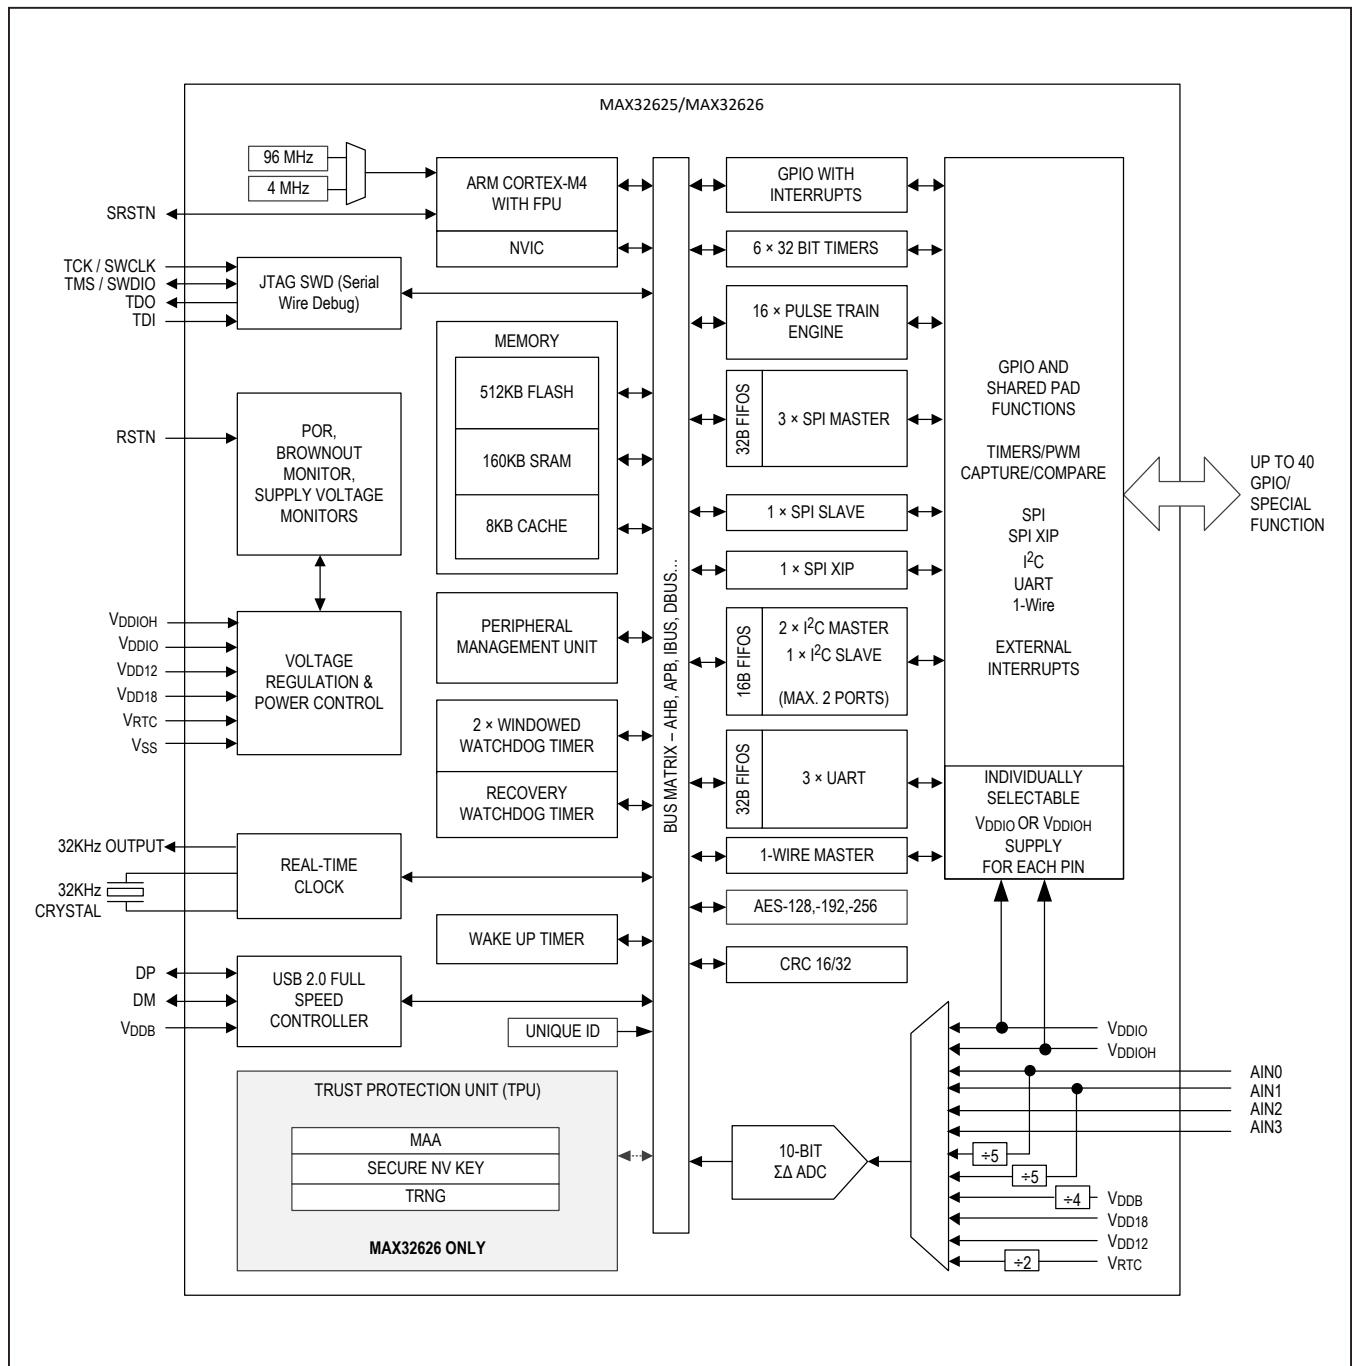 MAX32625/MAX32626
96 MHz
4 MHz
SRSTN
ARM CORTEX-M4
WITH FPU
NVIC
TCK / SWCLK
TMS / SWDIO
TDO
TDI
JTAG SWD (Serial
Wire Debug)
MEMORY
512KB FLASH
160KB SRAM
8KB CACHE
RSTN
POR,
BROWNOUT
MONITOR,
SUPPLY VOLTAGE
MONITORS
VDDIOH
VDDIO
VDD12
VDD18
VRTC
VSS
VOLTAGE
REGULATION &
POWER CONTROL
PERIPHERAL
MANAGEMENT UNIT
2 × WINDOWED
WATCHDOG TIMER
RECOVERY
WATCHDOG TIMER
32KHz OUTPUT
32KHz
CRYSTAL
REAL-TIME
CLOCK
WAKE UP TIMER
DP
DM
VDDB
USB 2.0 FULL
SPEED
CONTROLLER
UNIQUE ID
TRUST PROTECTION UNIT (TPU)
MAA
SECURE NV KEY
TRNG
MAX32626 ONLY
BUS MATRIX – AHB, APB, IBUS, DBUS...
GPIO WITH
INTERRUPTS
6 × 32 BIT TIMERS
16 × PULSE TRAIN
ENGINE
32B FIFOS
3 × SPI MASTER
1 × SPI SLAVE
1 × SPI XIP
16B FIFOS
2 × I2C MASTER
1 × I2C SLAVE
(MAX. 2 PORTS)
32B FIFOS
3 × UART
1-WIRE MASTER
AES-128,-192,-256
CRC 16/32
10-BIT
ΣΔ ADC
GPIO AND
SHARED PAD
FUNCTIONS
TIMERS/PWM
CAPTURE/COMPARE
SPI
SPI XIP
I2C
UART
1-Wire
EXTERNAL
INTERRUPTS
INDIVIDUALLY
SELECTABLE
VDDIO OR VDDIOH
SUPPLY
FOR EACH PIN
UP TO 40
GPIO/
SPECIAL
FUNCTION
VDDIO
VDDIOH
AIN0
AIN1
AIN2
AIN3
÷5
÷5
÷4
VDDB
VDD18
VDD12
÷2
VRTC